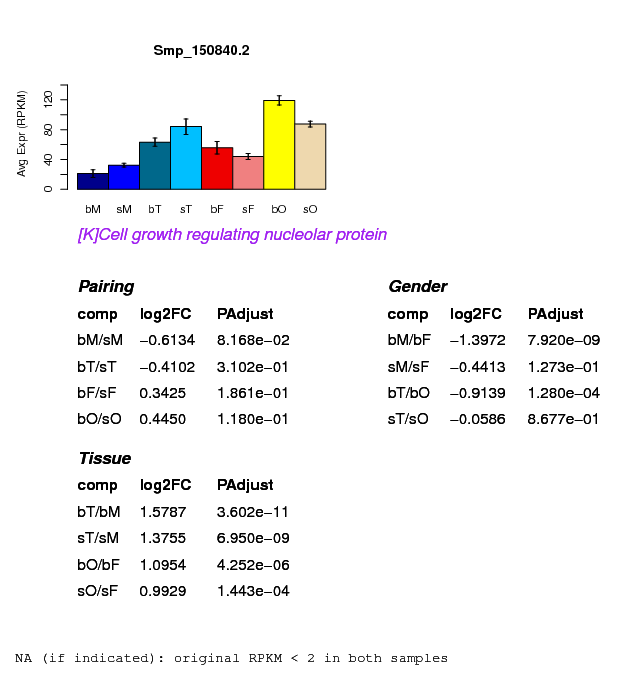 Smp_150840.2
Avg Expr (RPKM)
0 40 80 120
bM sM bT sT bF sF bO sO
[K]Cell growth regulating nucleolar protein
Pairing
comp log2FC PAdjust
bM/sM −0.6134 8.168e−02
bT/sT −0.4102 3.102e−01
bF/sF 0.3425 1.861e−01
bO/sO 0.4450 1.180e−01
Gender
comp log2FC PAdjust
bM/bF −1.3972 7.920e−09
sM/sF −0.4413 1.273e−01
bT/bO −0.9139 1.280e−04
sT/sO −0.0586 8.677e−01
Tissue
comp log2FC PAdjust
bT/bM 1.5787 3.602e−11
sT/sM 1.3755 6.950e−09
bO/bF 1.0954 4.252e−06
sO/sF 0.9929 1.443e−04
NA (if indicated): original RPKM < 2 in both samples